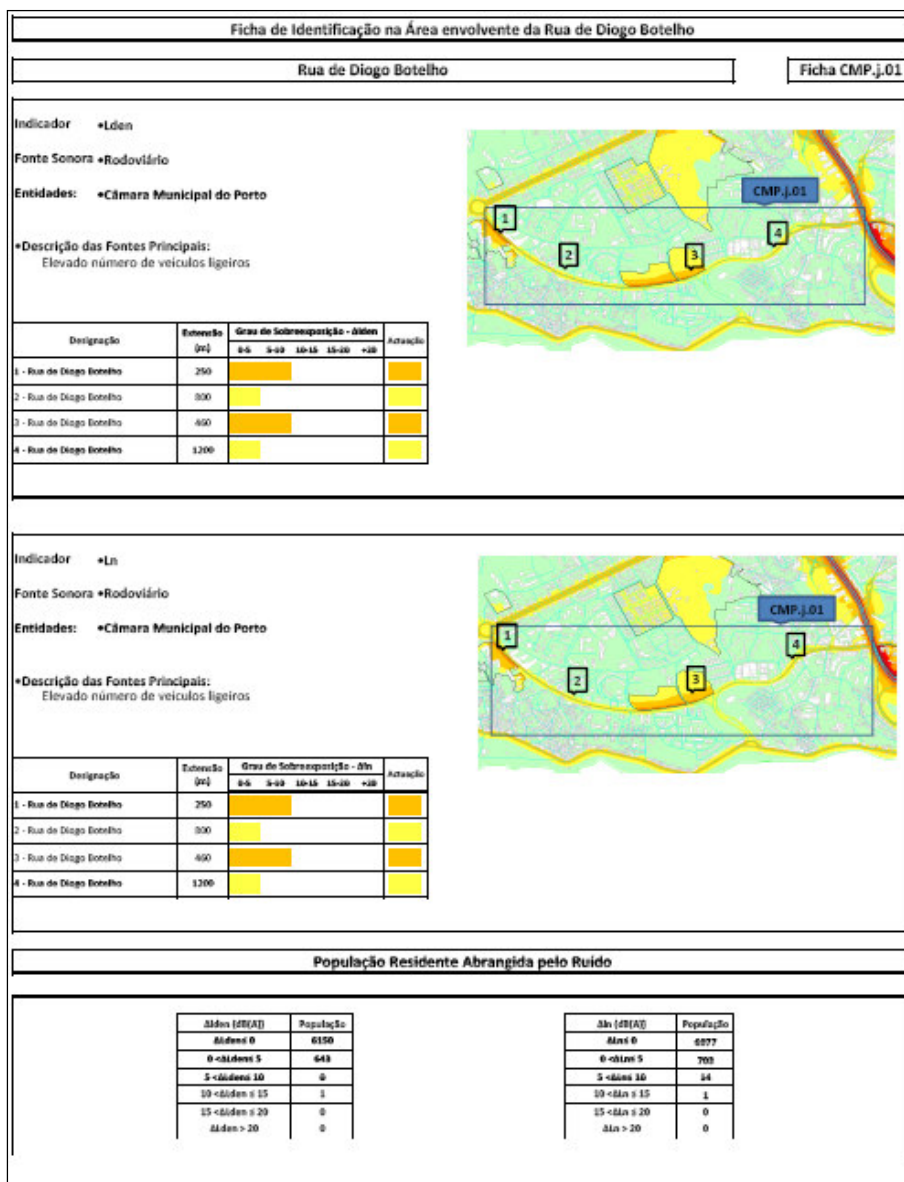 Ficha de Identificação na Área envolvente da Rua de Diogo Botelho
Rua de Diogo Botelho
Ficha CMP.j.01
Indicador •Lden
Fonte Sonora •Rodoviário
Entidades: •Câmara Municipal do Porto
•Descrição das Fontes Principais:
Elevado número de veículos ligeiros
CMP.j.01
1
2
3
4
Designação Extensão (m) Grau de Sobreexposição - Δlden Actuação
0-5 5-10 10-15 15-20 +20
1 - Rua de Diogo Botelho 250
2 - Rua de Diogo Botelho 800
3 - Rua de Diogo Botelho 460
4 - Rua de Diogo Botelho 1200
Indicador •Ln
Fonte Sonora •Rodoviário
Entidades: •Câmara Municipal do Porto
•Descrição das Fontes Principais:
Elevado número de veículos ligeiros
CMP.j.01
1
2
3
4
Designação Extensão (m) Grau de Sobreexposição - Δln Actuação
0-5 5-10 10-15 15-20 +20
1 - Rua de Diogo Botelho 250
2 - Rua de Diogo Botelho 800
3 - Rua de Diogo Botelho 460
4 - Rua de Diogo Botelho 1200
População Residente Abrangida pelo Ruído
Δlden [dB(A)] População
ΔLden≤ 0 6150
0 <ΔLden≤ 5 643
5 <ΔLden≤ 10 0
10 <ΔLden ≤ 15 1
15 <ΔLden ≤ 20 0
ΔLden > 20 0
Δln [dB(A)] População
ΔLn≤ 0
0 <ΔLn≤ 5
5 <ΔLn≤ 10 14
10 <ΔLn ≤ 15 1
15 <ΔLn ≤ 20 0
ΔLn > 20 0